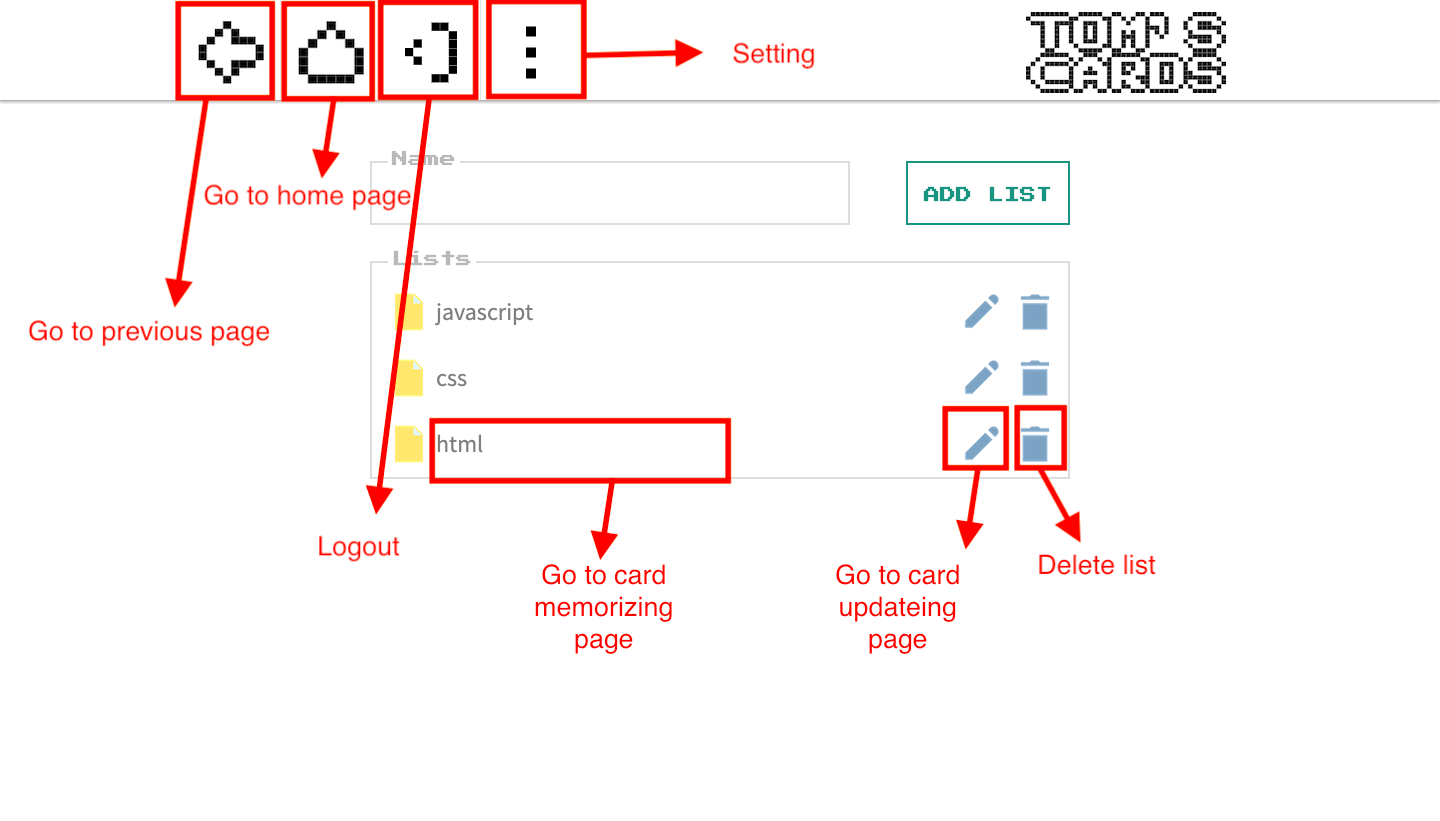 TOM'S
CARDS
Setting
Name
Go to home page
ADD LIST
Lists
javascript
Go to previous page
css
html
Logout
Go to card
memorizing
page
Go to card
updateing
page
Delete list